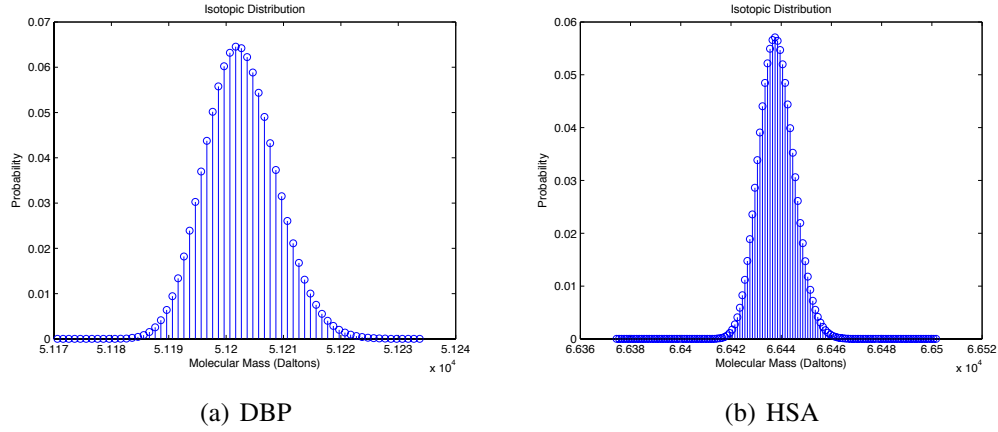 Isotopic Distribution
0.07
0.06
0.05
0.04
0.03
0.02
0.01
0
Probability
5.117 5.118 5.119 5.12 5.121 5.122 5.123 5.124
Molecular Mass (Daltons)
x 10^4
(a) DBP
Isotopic Distribution
0.06
0.05
0.04
0.03
0.02
0.01
0
Probability
6.636 6.638 6.64 6.642 6.644 6.646 6.648 6.65 6.652
Molecular Mass (Daltons)
x 10^4
(b) HSA